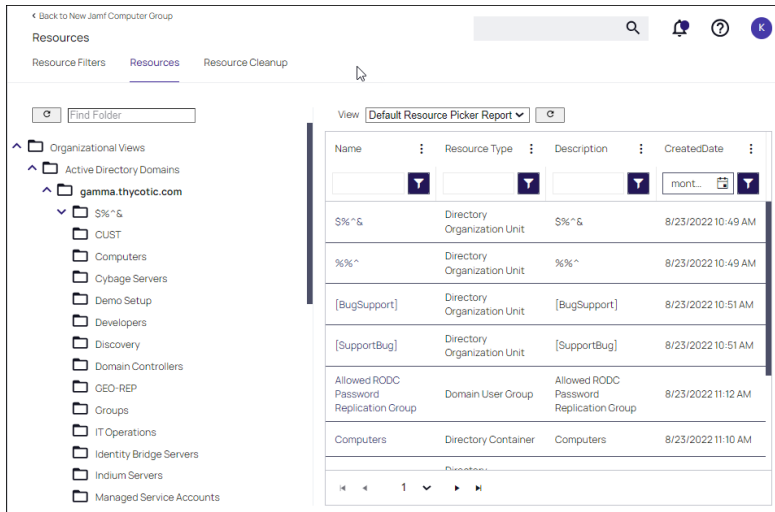 Back to New Jamf Computer Group
Resources
K
Resource Filters Resources Resource Cleanup
Find Folder
Organizational Views
Active Directory Domains
gamma.thycotic.com
$%^&
CUST
Computers
Cybage Servers
Demo Setup
Developers
Discovery
Domain Controllers
GEO-REP
Groups
IT Operations
Identity Bridge Servers
Indium Servers
Managed Service Accounts
View Default Resource Picker Report
Name Resource Type Description CreatedDate
mont...
$%^& Directory Organization Unit $%^& 8/23/2022 10:49 AM
%%^ Directory Organization Unit %%^ 8/23/2022 10:49 AM
[BugSupport] Directory Organization Unit [BugSupport] 8/23/2022 10:51 AM
[SupportBug] Directory Organization Unit [SupportBug] 8/23/2022 10:51 AM
Allowed RODC Password Replication Group Domain User Group Allowed RODC Password Replication Group 8/23/2022 11:12 AM
Computers Directory Container Computers 8/23/2022 11:10 AM
Directory
1